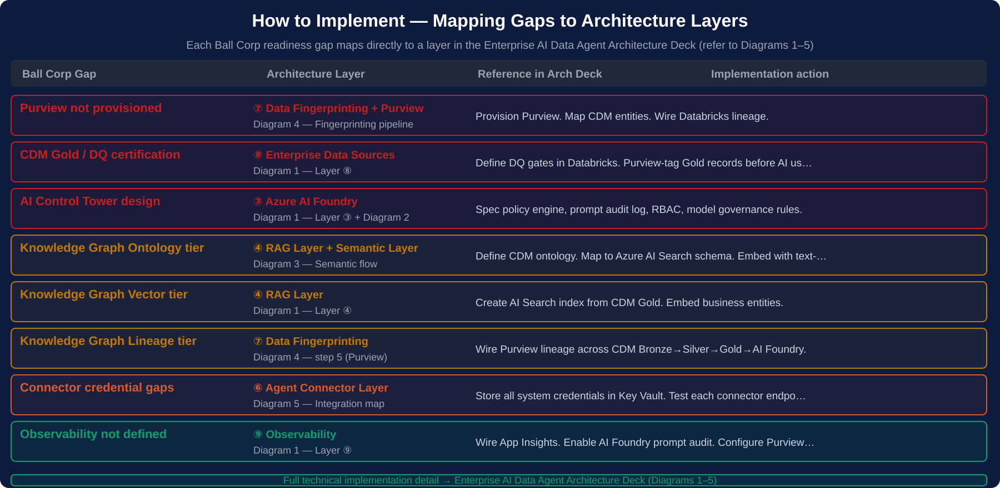 How to Implement — Mapping Gaps to Architecture Layers
Each Ball Corp readiness gap maps directly to a layer in the Enterprise AI Data Agent Architecture Deck (refer to Diagrams 1–5)
Ball Corp Gap
Architecture Layer
Reference in Arch Deck
Implementation action
Purview not provisioned
⑦ Data Fingerprinting + Purview
Diagram 4 — Fingerprinting pipeline
Provision Purview. Map CDM entities. Wire Databricks lineage.
CDM Gold / DQ certification
⑧ Enterprise Data Sources
Diagram 1 — Layer ⑧
Define DQ gates in Databricks. Purview-tag Gold records before AI us…
AI Control Tower design
③ Azure AI Foundry
Diagram 1 — Layer ③ + Diagram 2
Spec policy engine, prompt audit log, RBAC, model governance rules.
Knowledge Graph Ontology tier
④ RAG Layer + Semantic Layer
Diagram 3 — Semantic flow
Define CDM ontology. Map to Azure AI Search schema. Embed with text-…
Knowledge Graph Vector tier
④ RAG Layer
Diagram 1 — Layer ④
Create AI Search index from CDM Gold. Embed business entities.
Knowledge Graph Lineage tier
⑦ Data Fingerprinting
Diagram 4 — step 5 (Purview)
Wire Purview lineage across CDM Bronze→Silver→Gold→AI Foundry.
Connector credential gaps
⑥ Agent Connector Layer
Diagram 5 — Integration map
Store all system credentials in Key Vault. Test each connector endpo…
Observability not defined
⑨ Observability
Diagram 1 — Layer ⑨
Wire App Insights. Enable AI Foundry prompt audit. Configure Purview…
Full technical implementation detail → Enterprise AI Data Agent Architecture Deck (Diagrams 1–5)